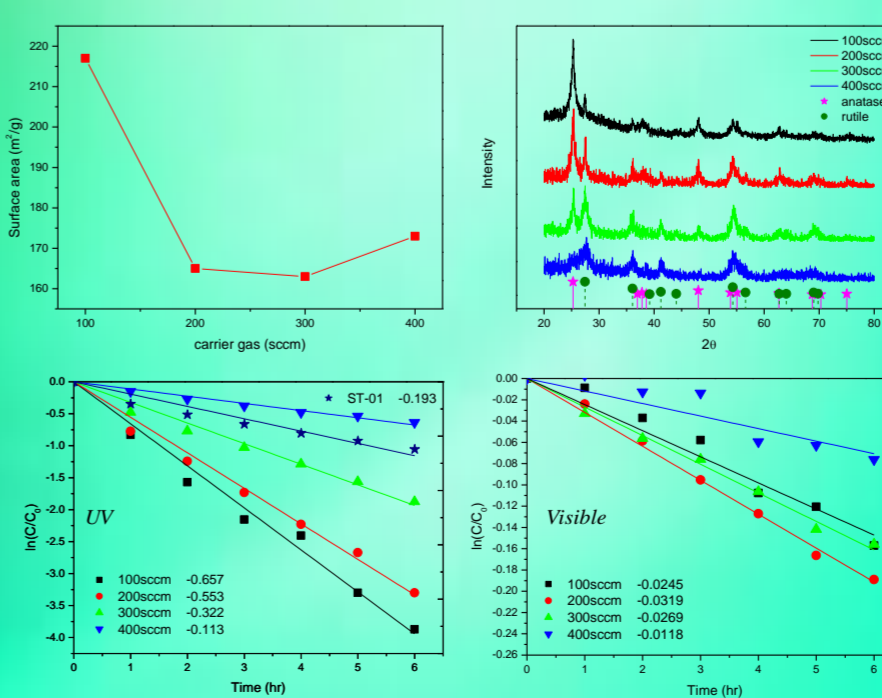 220
210
200
190
180
170
160
Surface area (m²/g)
100
200
300
400
carrier gas (sccm)
Intensity
100sccm
200sccm
300sccm
400sccm
anatase
rutile
20
30
40
50
60
70
80
2θ
0.0
-0.5
-1.0
-1.5
-2.0
-2.5
-3.0
-3.5
-4.0
ln(C/C₀)
ST-01 -0.193
UV
100sccm -0.657
200sccm -0.553
300sccm -0.322
400sccm -0.113
0
1
2
3
4
5
6
Time (hr)
0.00
-0.02
-0.04
-0.06
-0.08
-0.10
-0.12
-0.14
-0.16
-0.18
-0.20
-0.22
-0.24
-0.26
ln(C/C₀)
Visible
100sccm -0.0245
200sccm -0.0319
300sccm -0.0269
400sccm -0.0118
0
1
2
3
4
5
6
Time (hr)